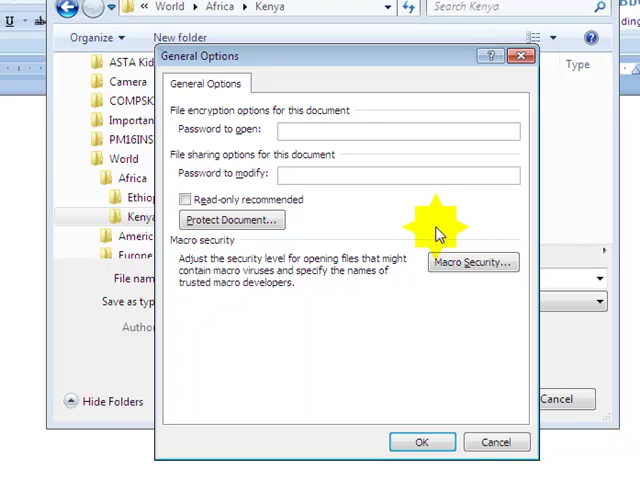 World ▸ Africa ▸ Kenya
Search Kenya
Organize
New folder
General Options
Type
ASTA Kid
Camera
COMPSK
Important
PM16INS
World
Africa
Ethiop
Kenya
Americ
Europe
General Options
File encryption options for this document
Password to open:
File sharing options for this document
Password to modify:
Read-only recommended
Protect Document...
Macro security
Adjust the security level for opening files that might
contain macro viruses and specify the names of
trusted macro developers.
Macro Security...
File name
Save as typ
Author
Hide Folders
Cancel
OK
Cancel